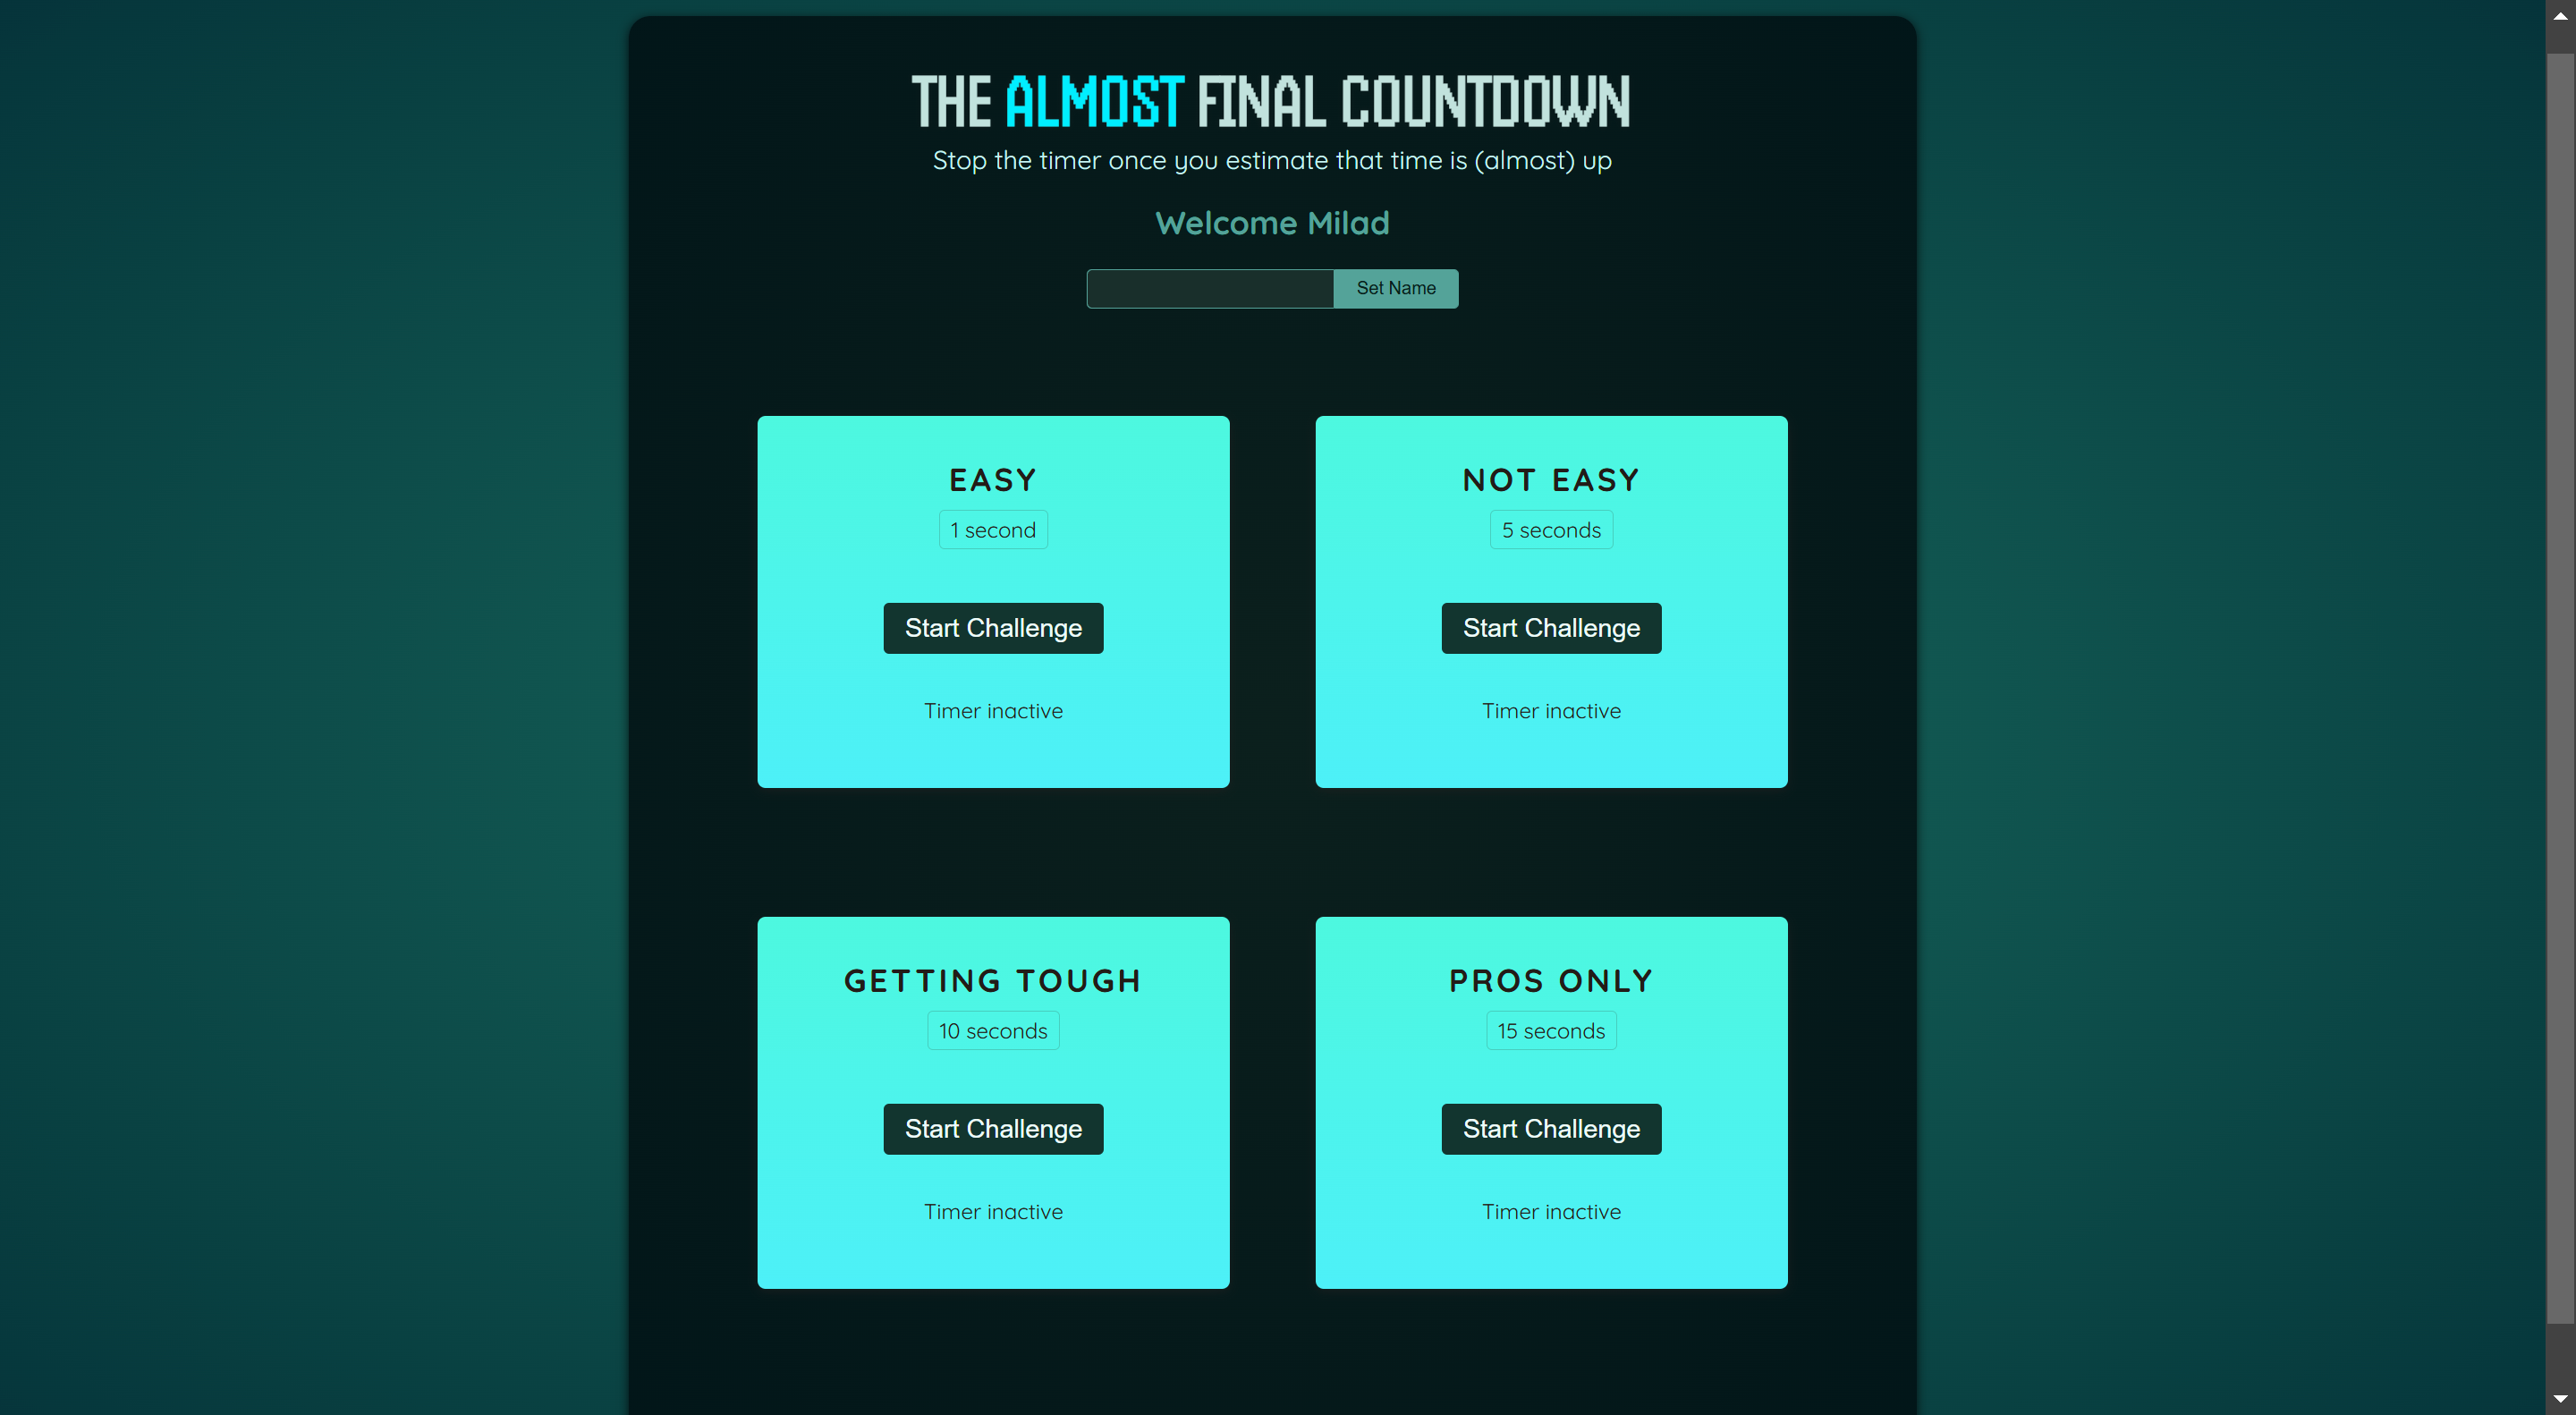 THE ALMOST FINAL COUNTDOWN
Stop the timer once you estimate that time is (almost) up
Welcome Milad
Set Name
EASY
1 second
Start Challenge
Timer inactive
NOT EASY
5 seconds
Start Challenge
Timer inactive
GETTING TOUGH
10 seconds
Start Challenge
Timer inactive
PROS ONLY
15 seconds
Start Challenge
Timer inactive